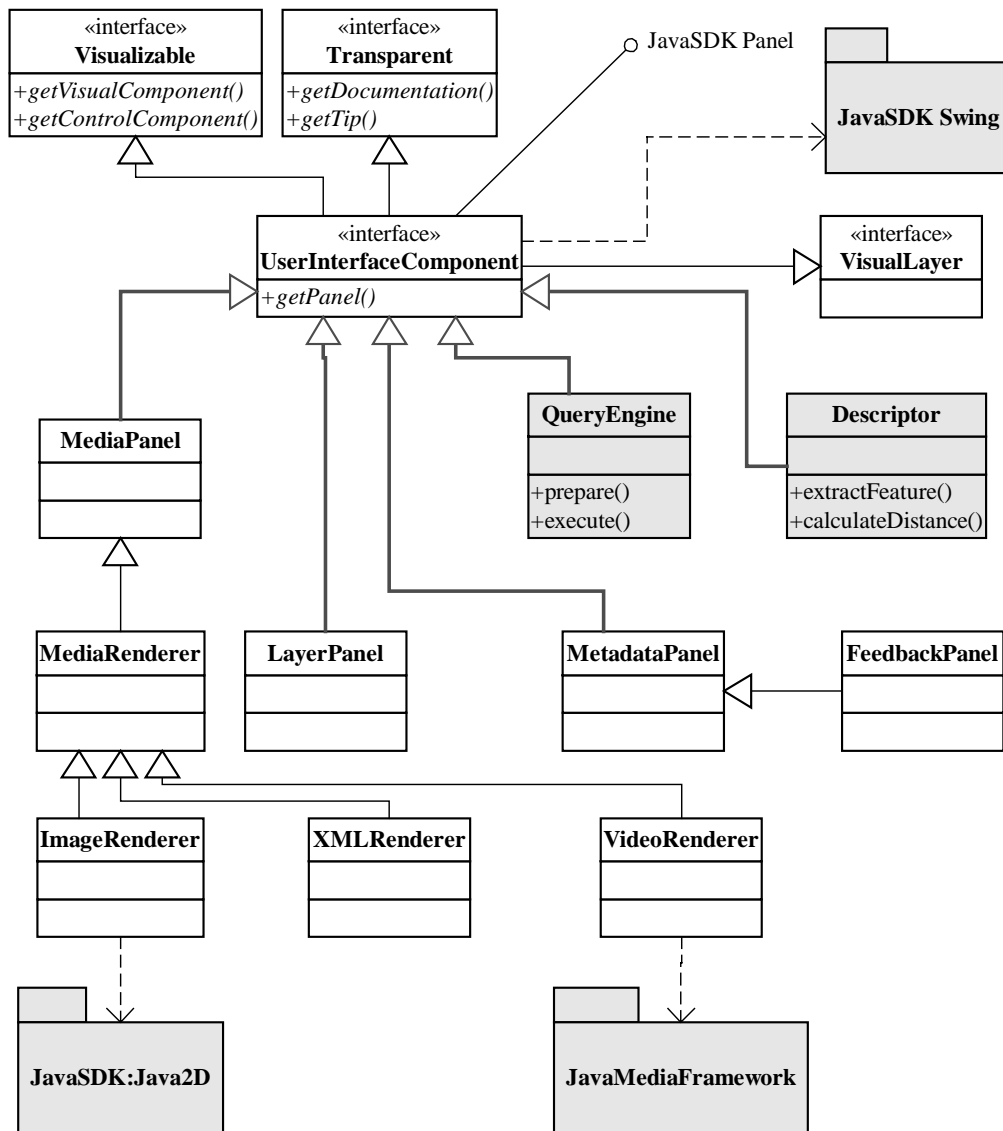 «interface»
Visualizable
+getVisualComponent()
+getControlComponent()
«interface»
Transparent
+getDocumentation()
+getTip()
JavaSDK Panel
JavaSDK Swing
«interface»
UserInterfaceComponent
+getPanel()
«interface»
VisualLayer
MediaPanel
QueryEngine
+prepare()
+execute()
Descriptor
+extractFeature()
+calculateDistance()
MediaRenderer
LayerPanel
MetadataPanel
FeedbackPanel
ImageRenderer
XMLRenderer
VideoRenderer
JavaSDK:Java2D
JavaMediaFramework